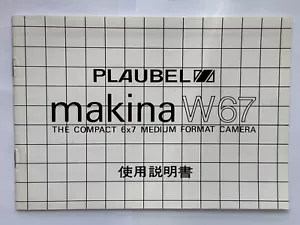 PLAUBEL
makina W67
THE COMPACT 6x7 MEDIUM FORMAT CAMERA
使用説明書